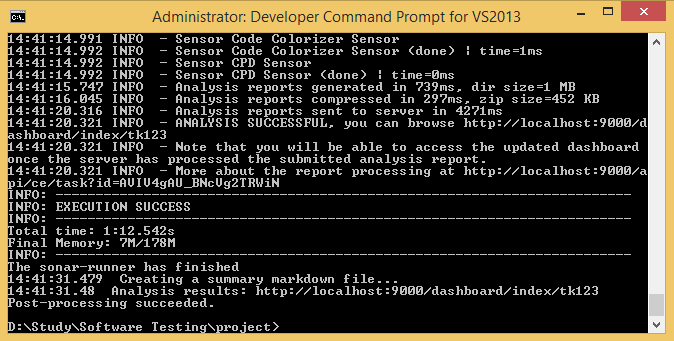 Administrator: Developer Command Prompt for VS2013
14:41:14.991 INFO  - Sensor Code Colorizer Sensor
14:41:14.992 INFO  - Sensor Code Colorizer Sensor (done) | time=1ms
14:41:14.992 INFO  - Sensor CPD Sensor
14:41:14.992 INFO  - Sensor CPD Sensor (done) | time=0ms
14:41:15.747 INFO  - Analysis reports generated in 739ms, dir size=1 MB
14:41:16.045 INFO  - Analysis reports compressed in 297ms, zip size=452 KB
14:41:20.316 INFO  - Analysis reports sent to server in 4271ms
14:41:20.321 INFO  - ANALYSIS SUCCESSFUL, you can browse http://localhost:9000/d
ashboard/index/tk123
14:41:20.321 INFO  - Note that you will be able to access the updated dashboard
once the server has processed the submitted analysis report.
14:41:20.321 INFO  - More about the report processing at http://localhost:9000/a
pi/ce/task?id=AVIV4gAU_BNcVg2TRWiN
INFO: ------------------------------------------------------------------------
INFO: EXECUTION SUCCESS
INFO: ------------------------------------------------------------------------
Total time: 1:12.542s
Final Memory: 7M/178M
INFO: ------------------------------------------------------------------------
The sonar-runner has finished
14:41:31.479  Creating a summary markdown file...
14:41:31.48  Analysis results: http://localhost:9000/dashboard/index/tk123
Post-processing succeeded.
D:\Study\Software Testing\project>